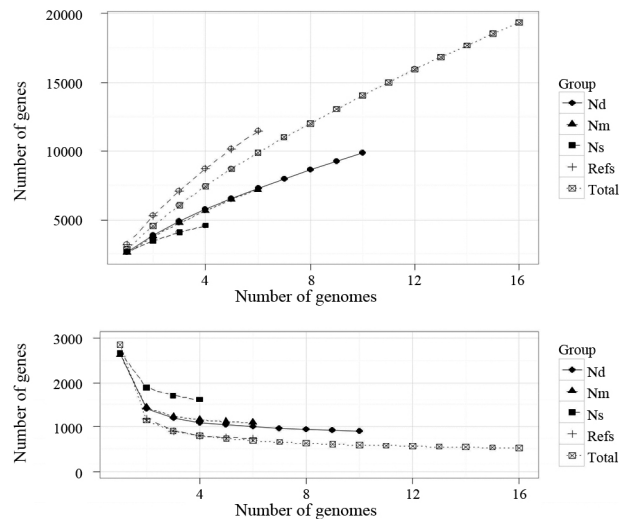 20000
15000
10000
5000
Number of genes
4
8
12
16
Number of genomes
Group
Nd
Nm
Ns
Refs
Total
3000
2000
1000
0
Number of genes
4
8
12
16
Number of genomes
Group
Nd
Nm
Ns
Refs
Total